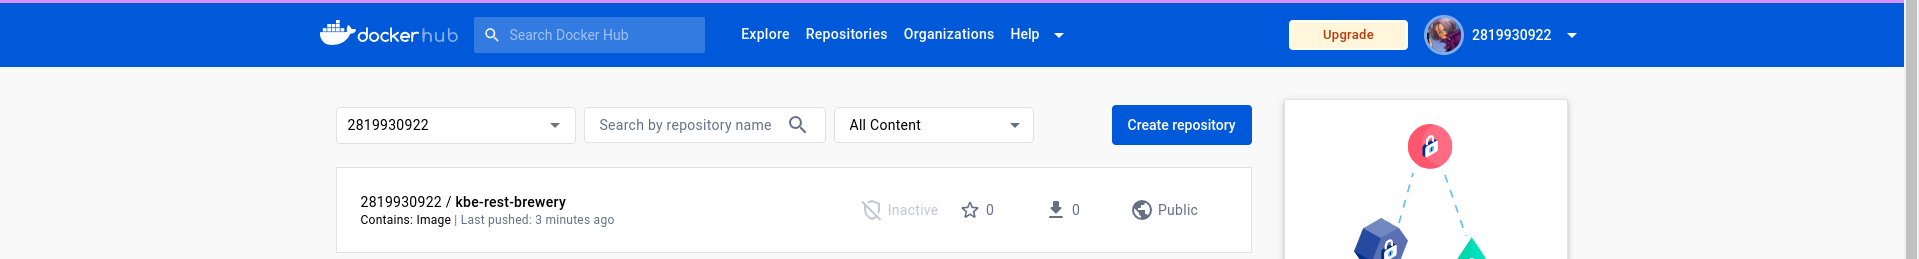 dockerhub Search Docker Hub Explore Repositories Organizations Help Upgrade 2819930922
2819930922 Search by repository name All Content Create repository
2819930922 / kbe-rest-brewery
Inactive 0 0 Public
Contains: Image | Last pushed: 3 minutes ago